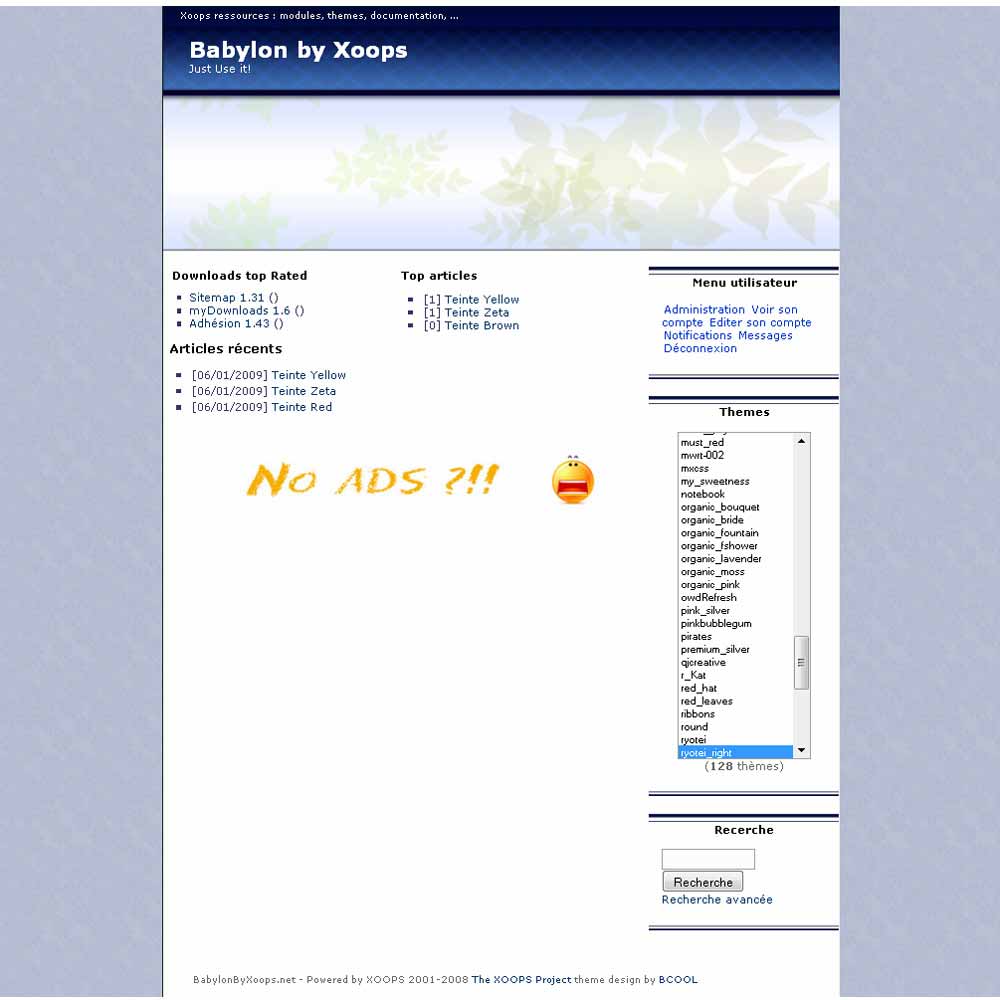 Xoops ressources : modules, themes, documentation, ...
Babylon by Xoops
Just Use it!
Downloads top Rated
Sitemap 1.31 ()
myDownloads 1.6 ()
Adhésion 1.43 ()
Top articles
[1] Teinte Yellow
[1] Teinte Zeta
[0] Teinte Brown
Articles récents
[06/01/2009] Teinte Yellow
[06/01/2009] Teinte Zeta
[06/01/2009] Teinte Red
No ADS ?!!
Menu utilisateur
Administration Voir son
compte Editer son compte
Notifications Messages
Déconnexion
Themes
must_red
mwrt-002
mxcss
my_sweetness
notebook
organic_bouquet
organic_bride
organic_fountain
organic_fshower
organic_lavender
organic_moss
organic_pink
owdRefresh
pink_silver
pinkbubblegum
pirates
premium_silver
qjcreative
r_Kat
red_hat
red_leaves
ribbons
round
ryotei
ryotei_right
(128 thèmes)
Recerche
Recherche
Recherche avancée
BabylonByXoops.net - Powered by XOOPS 2001-2008 The XOOPS Project theme design by BCOOL